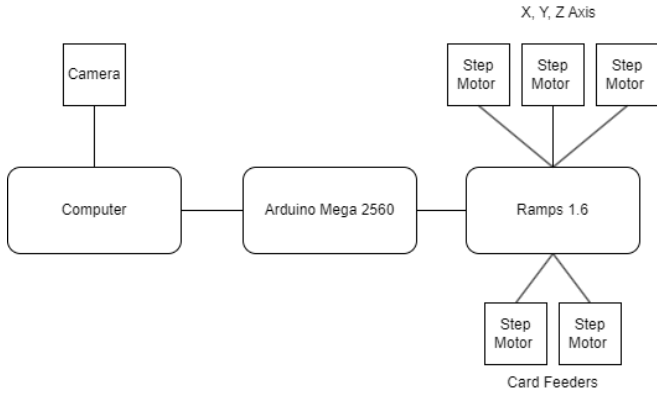 X, Y, Z Axis
Camera
Step
Motor
Step
Motor
Step
Motor
Computer
Arduino Mega 2560
Ramps 1.6
Step
Motor
Step
Motor
Card Feeders